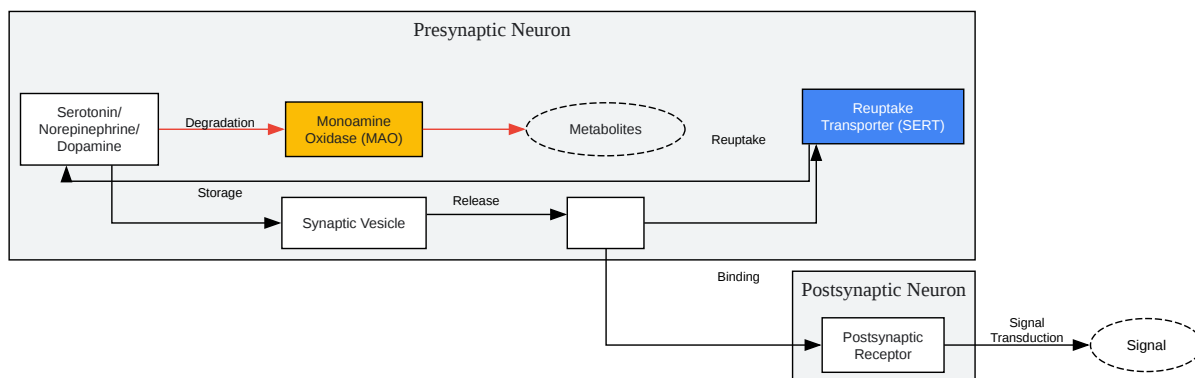 Presynaptic Neuron
Serotonin/
Norepinephrine/
Dopamine
Degradation
Monoamine
Oxidase (MAO)
Metabolites
Reuptake
Reuptake
Transporter (SERT)
Storage
Synaptic Vesicle
Release
Binding
Postsynaptic Neuron
Postsynaptic
Receptor
Signal
Transduction
Signal